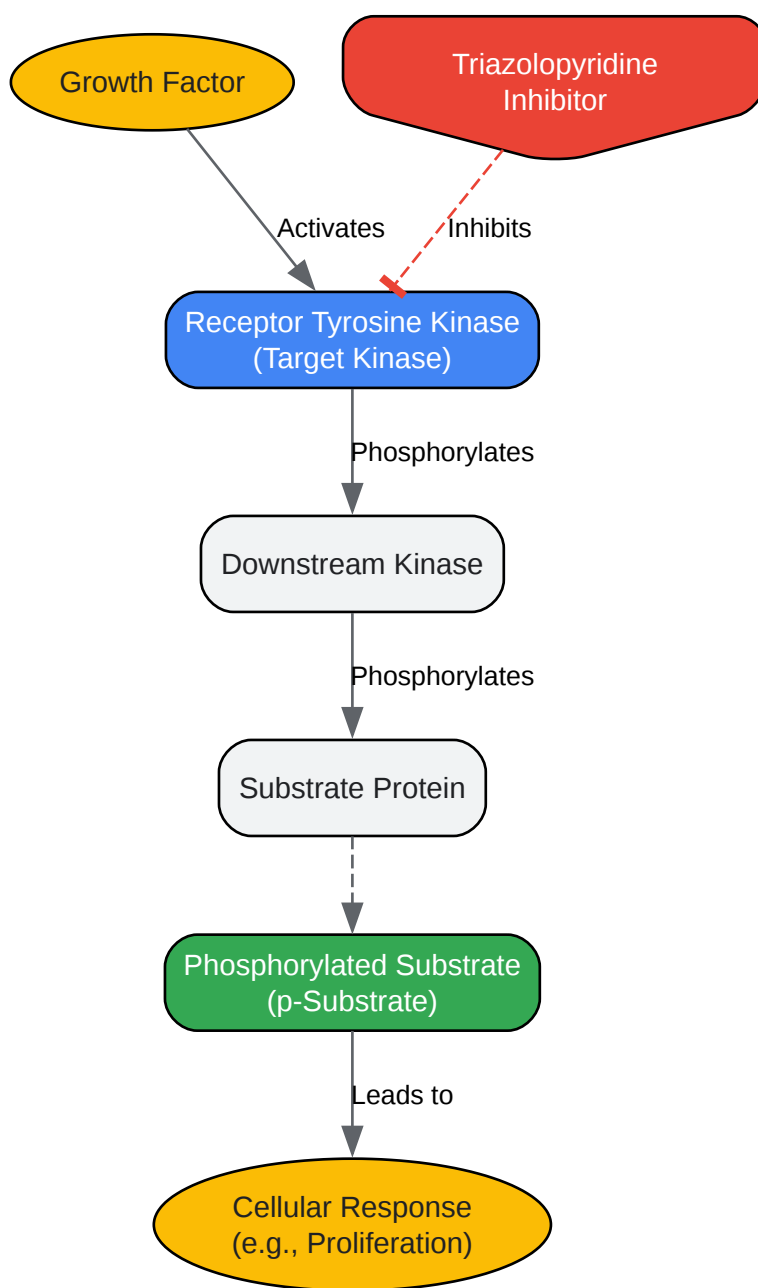 Growth Factor
Triazolopyridine
Inhibitor
Activates
Inhibits
Receptor Tyrosine Kinase
(Target Kinase)
Phosphorylates
Downstream Kinase
Phosphorylates
Substrate Protein
Phosphorylated Substrate
(p-Substrate)
Leads to
Cellular Response
(e.g., Proliferation)